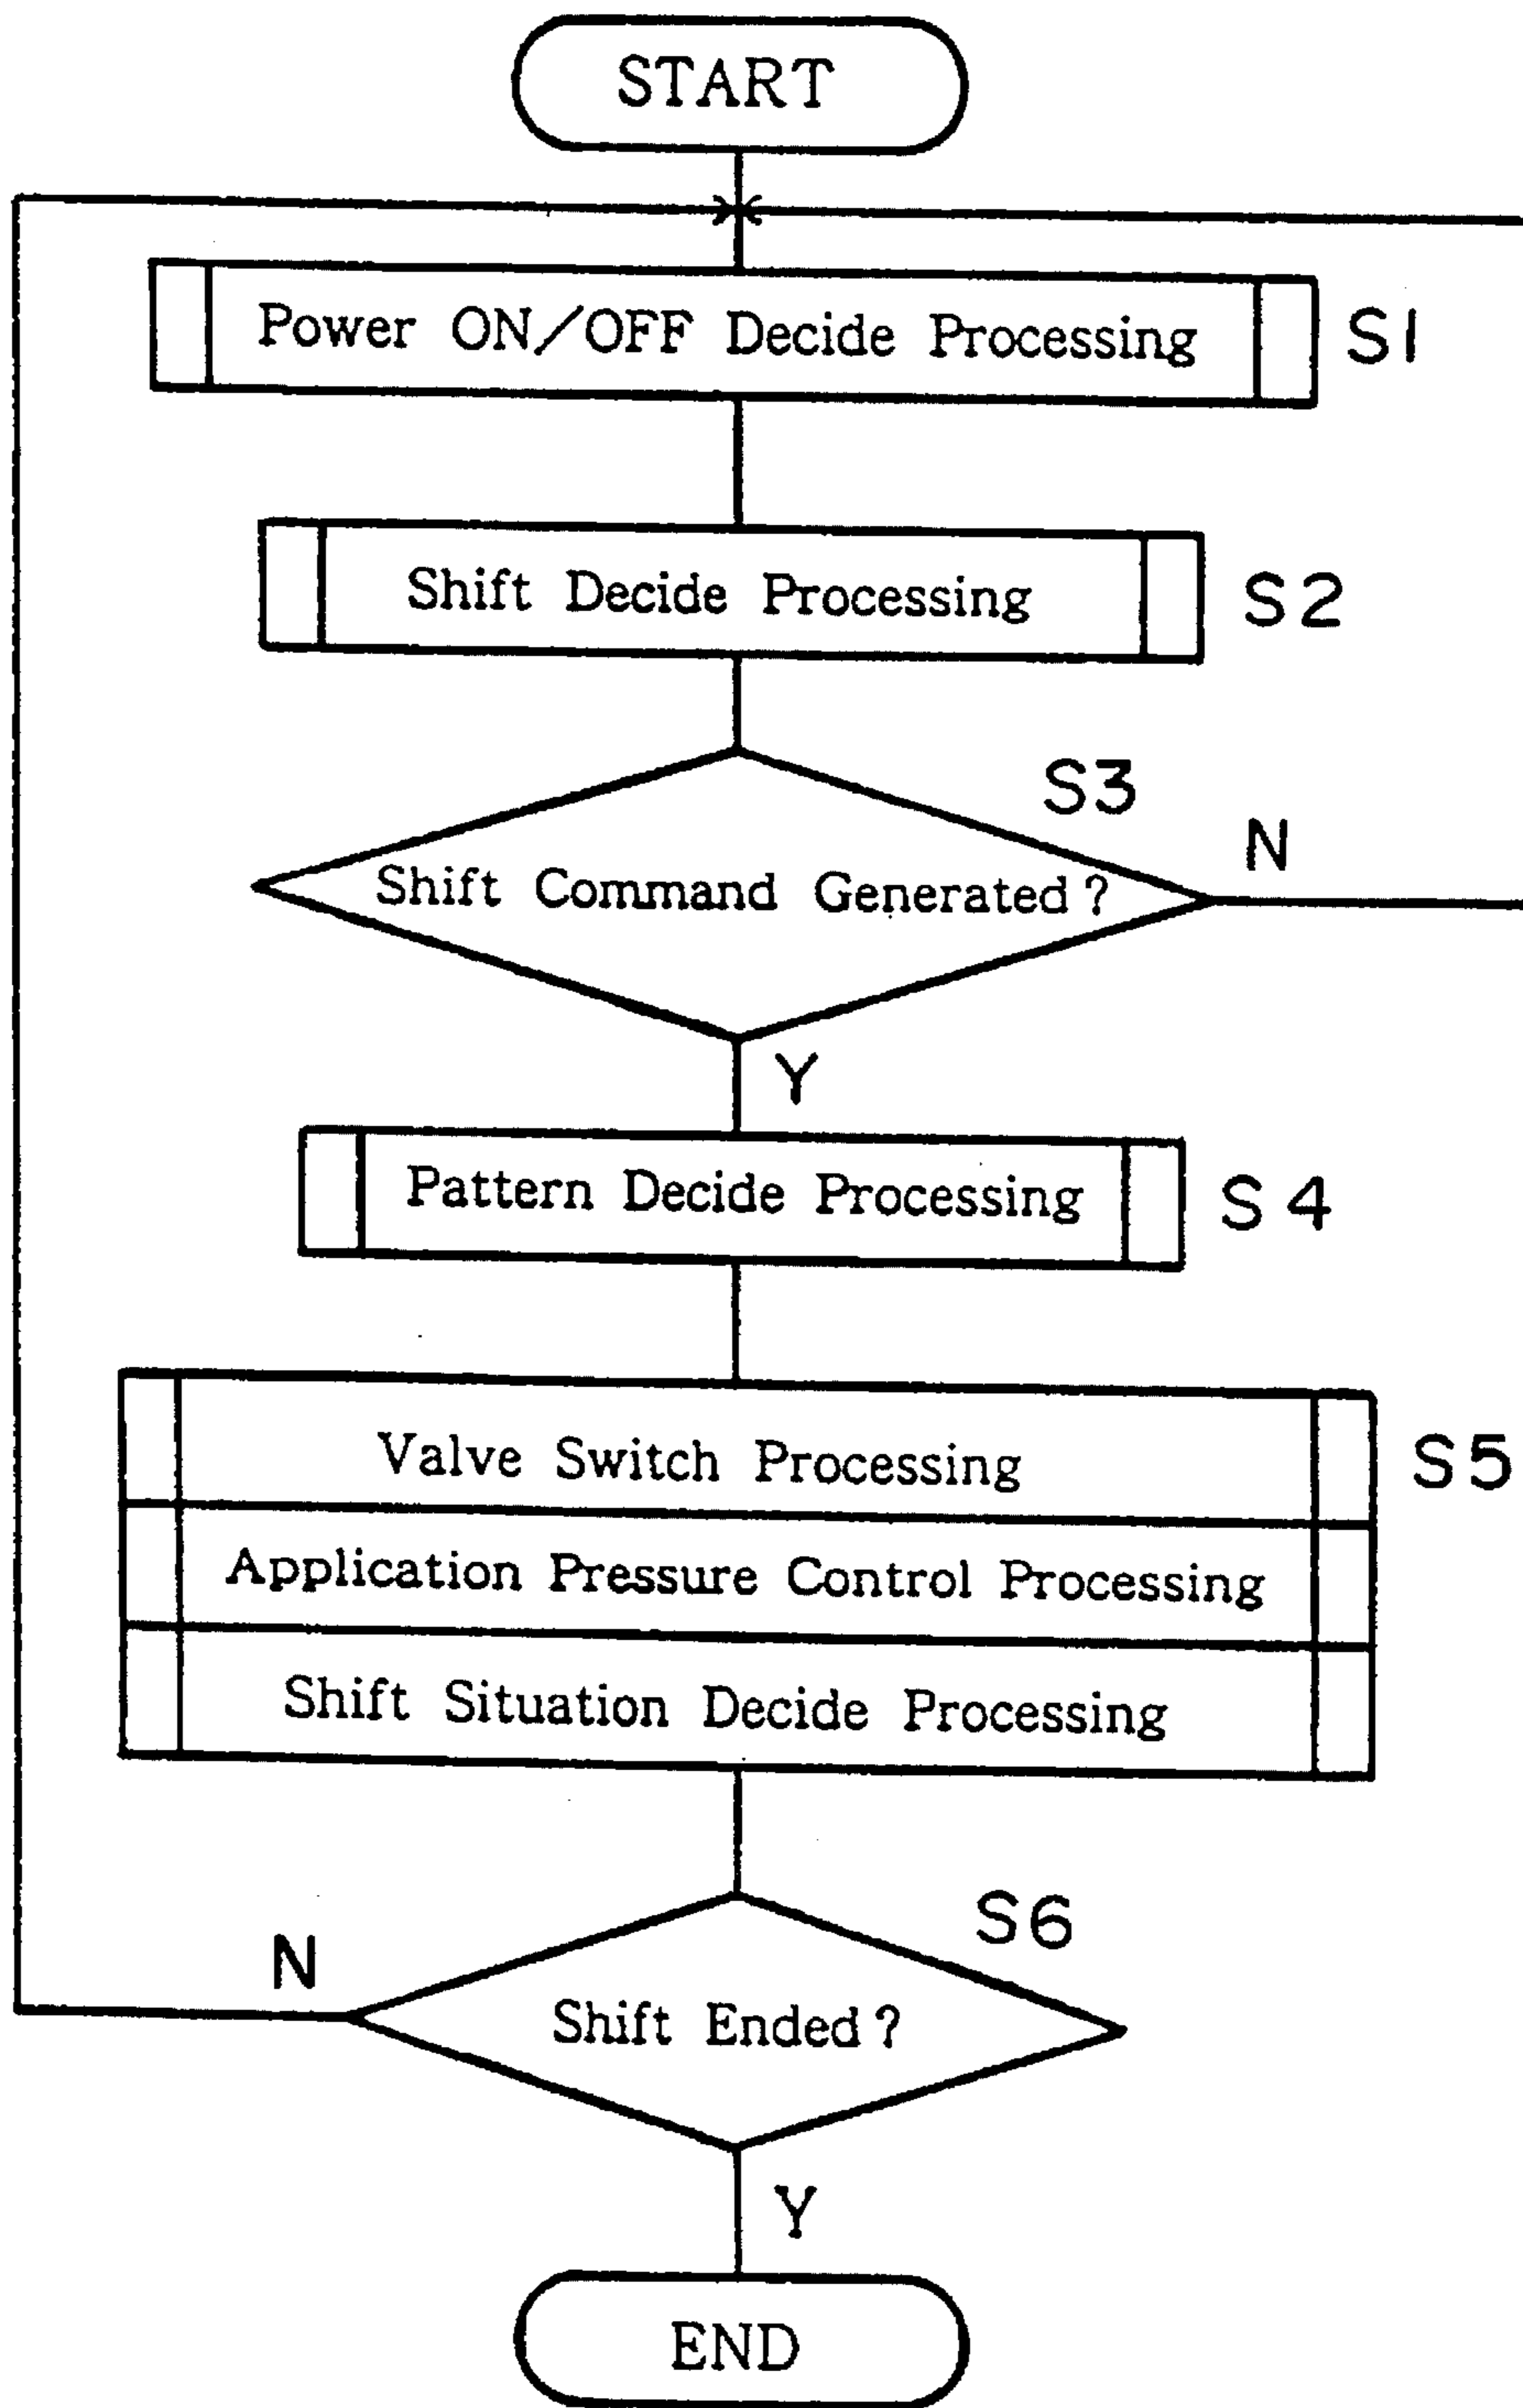 START
Power ON/OFF Decide Processing
S1
Shift Decide Processing
S2
S3
Shift Command Generated?
N
Y
Pattern Decide Processing
S4
Valve Switch Processing
S5
Application Pressure Control Processing
Shift Situation Decide Processing
S6
N
Shift Ended?
Y
END